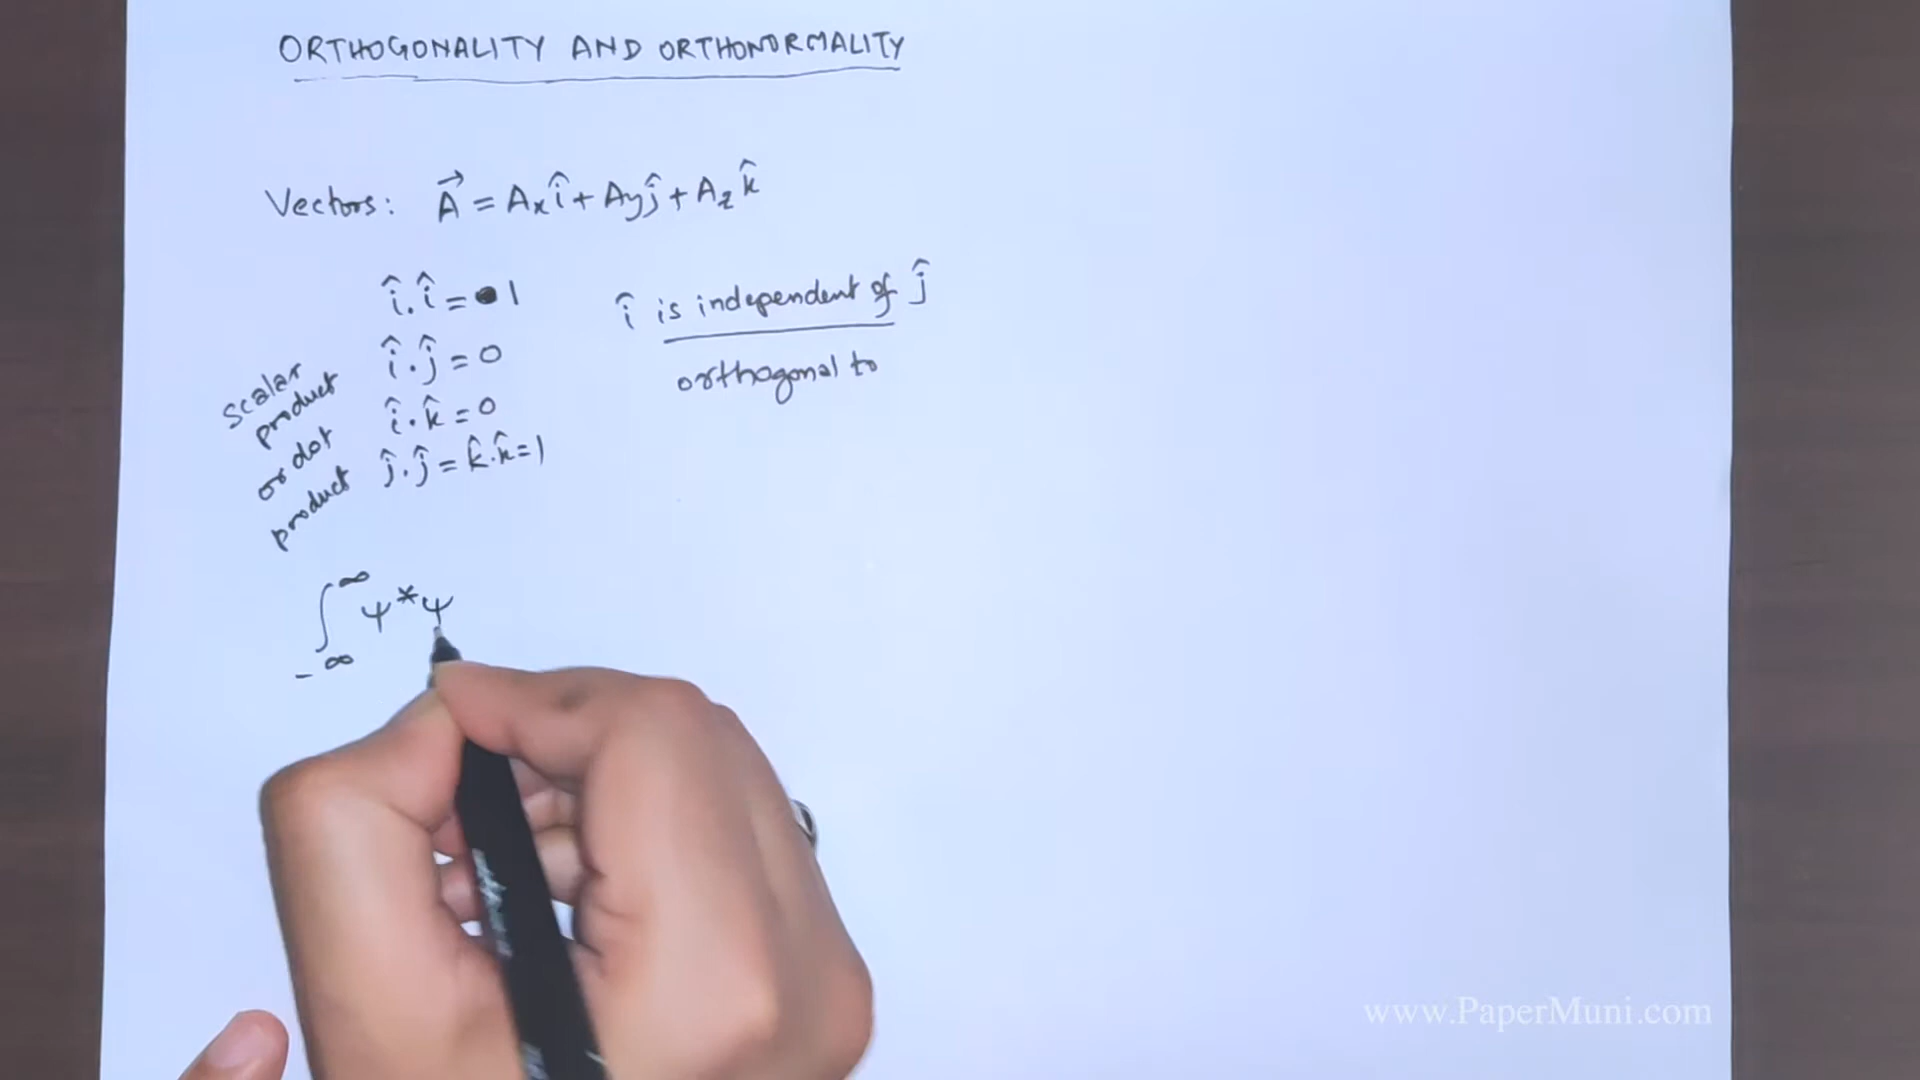 ORTHOGONALITY AND ORTHONORMALITY
Vectors: A⃗ = Axî + Ayĵ + Azk̂
î.î = 1
î.ĵ = 0
î.k̂ = 0
ĵ.ĵ = k̂.k̂ = 1
scalar
product
or dot
product
î is independent of ĵ
orthogonal to
∫_{-∞}^{∞} ψ*ψ
www.PaperMuni.com